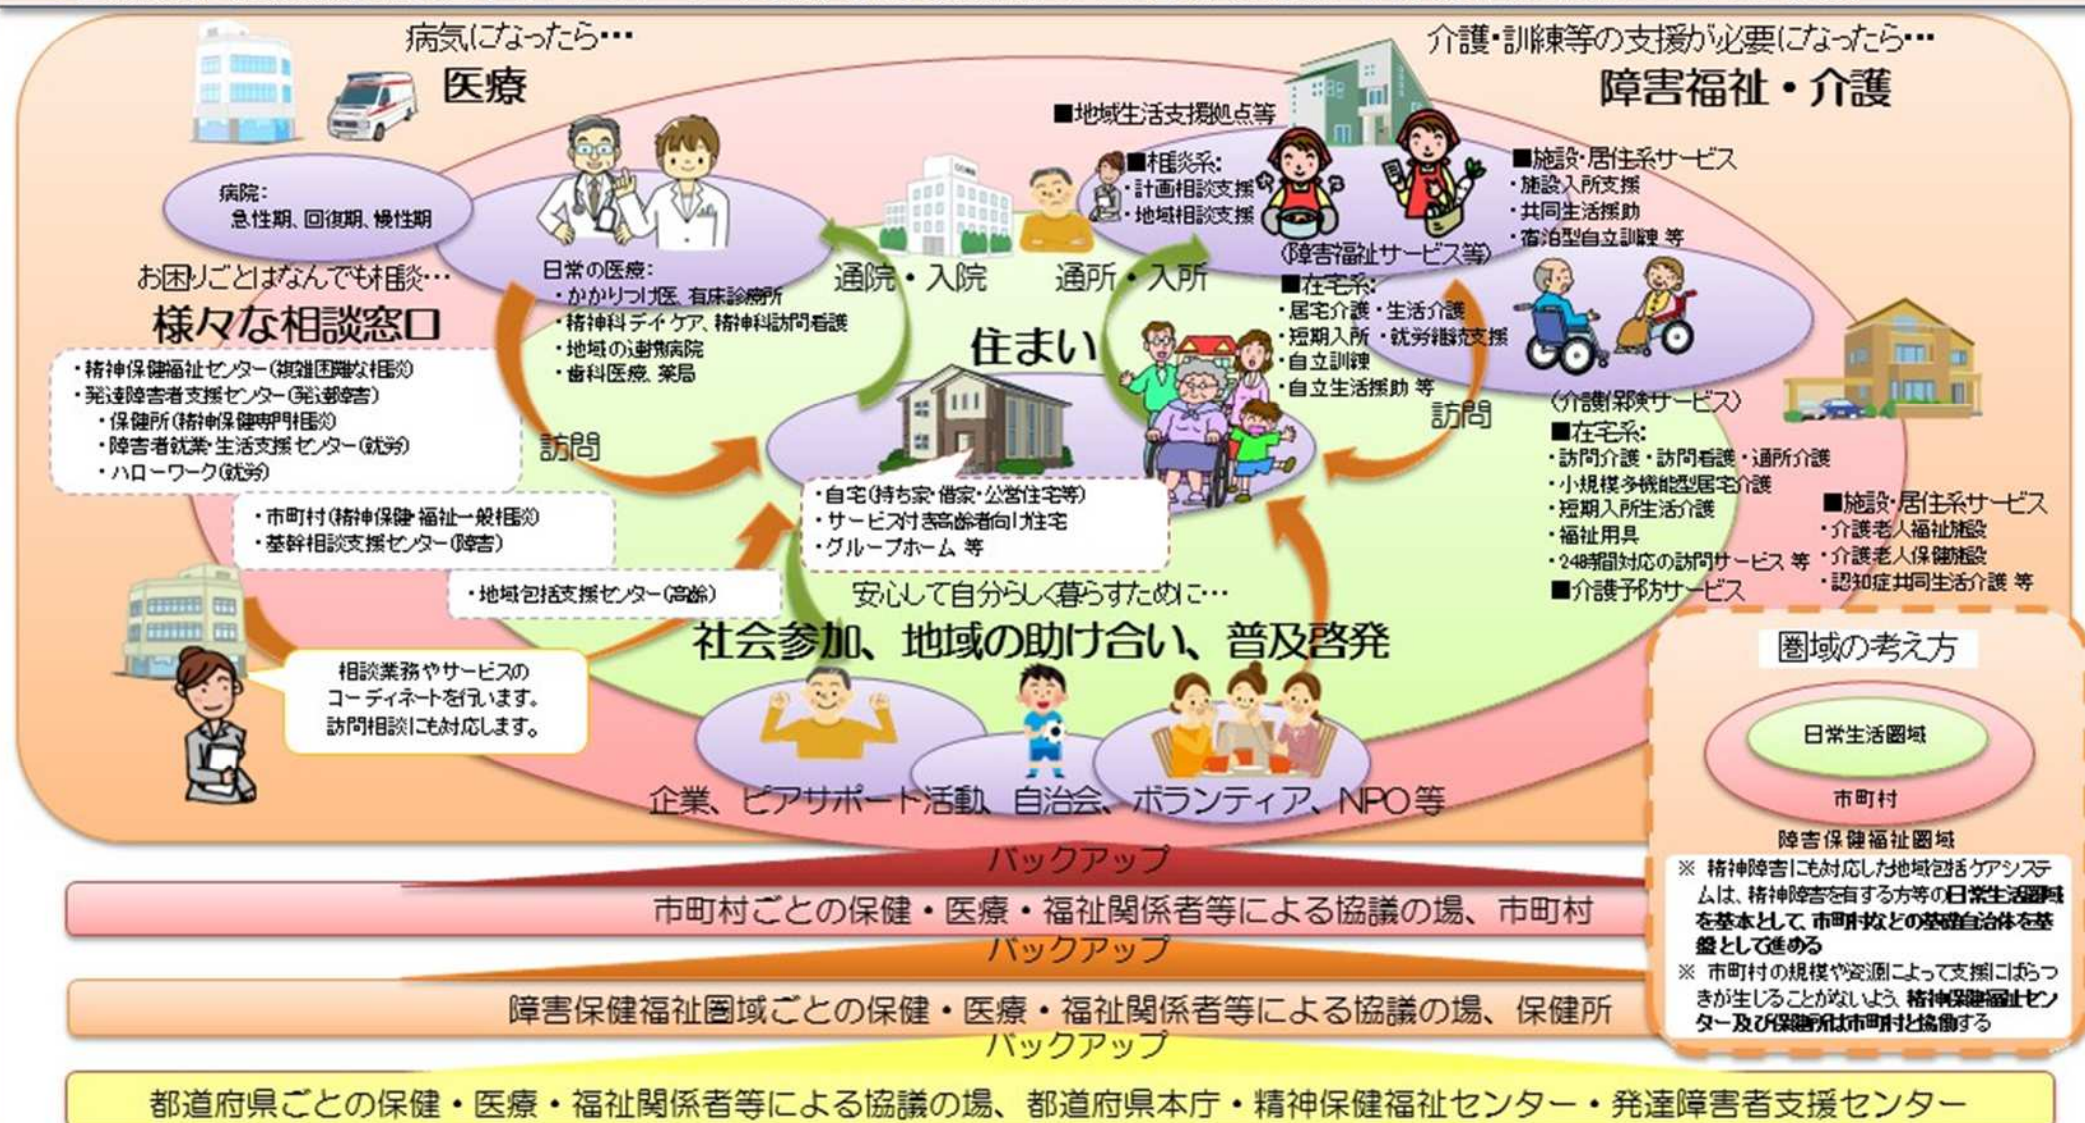 病気になったら…
医療
病院:
急性期、回復期、慢性期
日常の医療:
・かかりつけ医、有床診療所
・精神科デイケア、精神科訪問看護
・地域の連携病院
・歯科医療、薬局
お困りごとはなんでも相談…
様々な相談窓口
・精神保健福祉センター(複雑困難な相談)
・発達障害者支援センター(発達障害)
・保健所(精神保健専門相談)
・障害者就業・生活支援センター(就労)
・ハローワーク(就労)
・市町村(精神保健・福祉一般相談)
・基幹相談支援センター(障害)
・地域包括支援センター(高齢)
相談業務やサービスの
コーディネートを行います。
訪問相談にも対応します。
訪問
通院・入院
通所・入所
住まい
・自宅(持ち家・借家・公営住宅等)
・サービス付き高齢者向け住宅
・グループホーム 等
介護・訓練等の支援が必要になったら…
障害福祉・介護
■地域生活支援拠点等
■相談系:
・計画相談支援
・地域相談支援
■施設・居住系サービス
・施設入所支援
・共同生活援助
・宿泊型自立訓練 等
(障害福祉サービス等)
■在宅系:
・居宅介護・生活介護
・短期入所・就労継続支援
・自立訓練
・自立生活援助 等
訪問
(介護保険サービス)
■在宅系:
・訪問介護・訪問看護・通所介護
・小規模多機能型居宅介護
・短期入所生活介護
・福祉用具
・24時間対応の訪問サービス 等
■介護予防サービス
■施設・居住系サービス
・介護老人福祉施設
・介護老人保健施設
・認知症共同生活介護 等
安心して自分らしく暮らすために…
社会参加、地域の助け合い、普及啓発
企業、ピアサポート活動、自治会、ボランティア、NPO等
圏域の考え方
日常生活圏域
市町村
障害保健福祉圏域
※ 精神障害にも対応した地域包括ケアシステ
ムは、精神障害を有する方等の日常生活圏域
を基本として、市町村などの基礎自治体を基
盤として進める
※ 市町村の規模や資源によって支援にばらつ
きが生じることがないよう、精神保健福祉セン
ター及び保健所は市町村と協働する
バックアップ
市町村ごとの保健・医療・福祉関係者等による協議の場、市町村
バックアップ
障害保健福祉圏域ごとの保健・医療・福祉関係者等による協議の場、保健所
バックアップ
都道府県ごとの保健・医療・福祉関係者等による協議の場、都道府県本庁・精神保健福祉センター・発達障害者支援センター